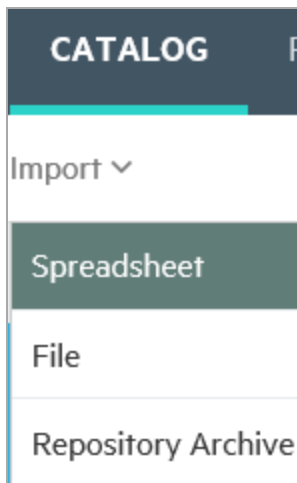 CATALOG
Import
Spreadsheet
File
Repository Archive